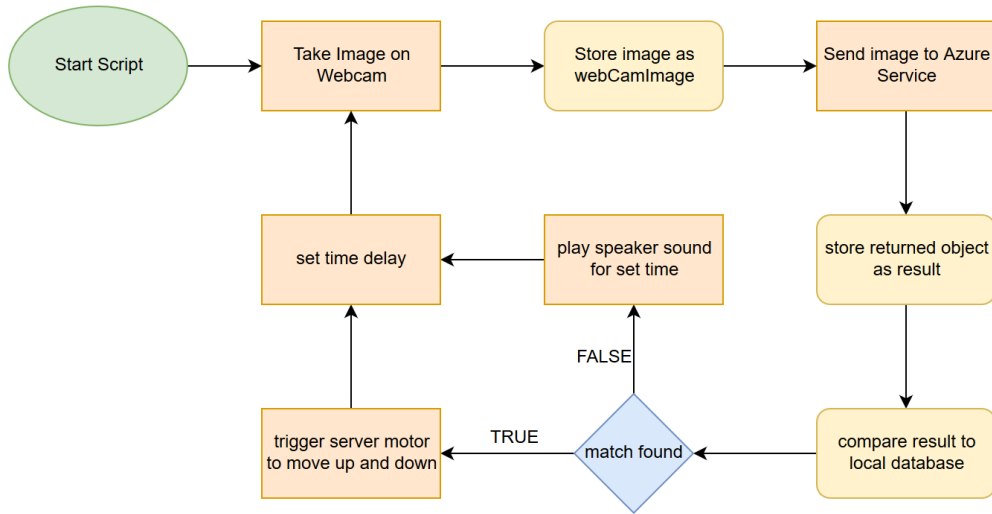 Start Script
Take Image on
Webcam
Store image as
webCamImage
Send image to Azure
Service
set time delay
play speaker sound
for set time
store returned object
as result
FALSE
TRUE
trigger server motor
to move up and down
match found
compare result to
local database